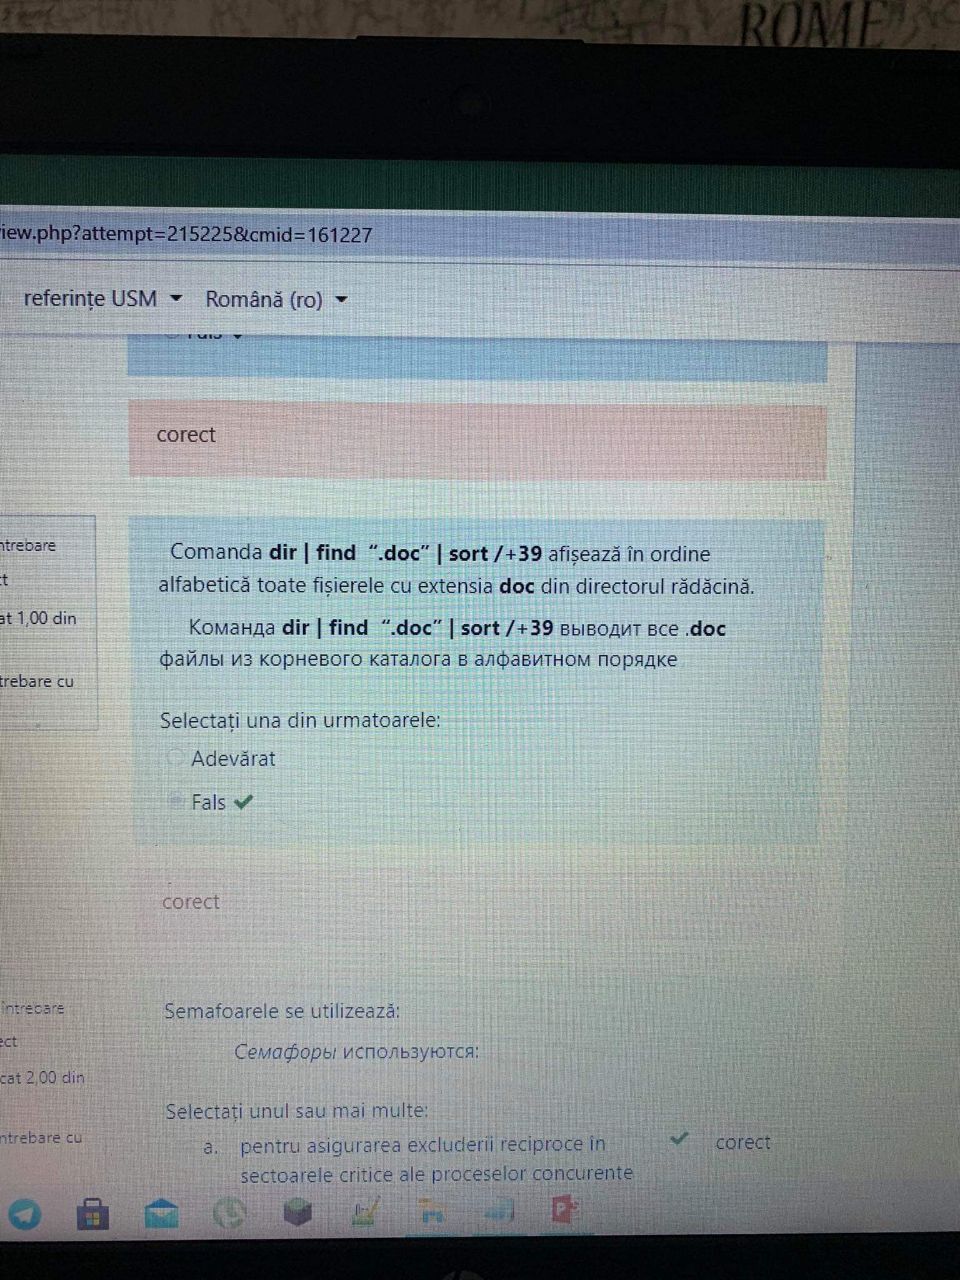 ROME
iew.php?attempt=215225&cmid=161227
referințe USM Română (ro)
Fals
corect
ntrebare
ct
at 1,00 din
trebare cu
Comanda dir | find “.doc” | sort /+39 afișează în ordine
alfabetică toate fișierele cu extensia doc din directorul rădăcină.
Команда dir | find “.doc” | sort /+39 выводит все .doc
файлы из корневого каталога в алфавитном порядке
Selectați una din urmatoarele:
Adevărat
Fals
corect
întrebare
ect
cat 2,00 din
ntrebare cu
Semafoarele se utilizează:
Семафоры используются:
Selectați unul sau mai multe:
a. pentru asigurarea excluderii reciproce în corect
sectoarele critice ale proceselor concurente